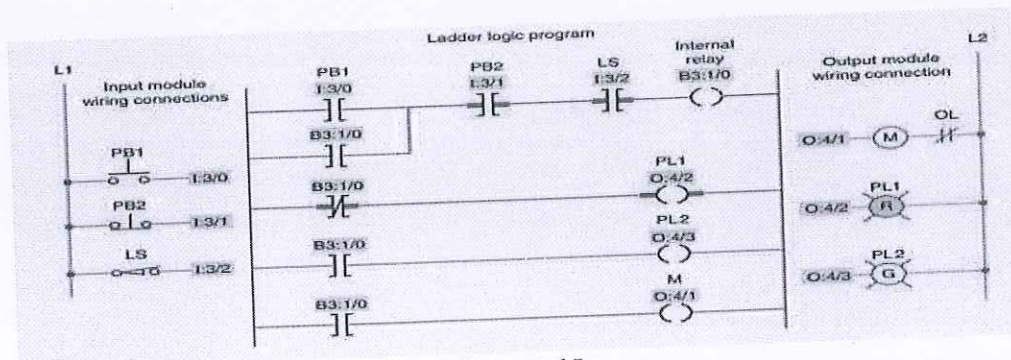 Ladder logic program
L1
L2
Input module
wiring connections
Internal
relay
B3:1/0
Output module
wiring connection
PB1
I:3/0
PB2
I:3/1
LS
I:3/2
B3:1/0
OL
O:4/1
M
PB1
I:3/0
B3:1/0
PL1
O:4/2
PL1
O:4/2
R
PB2
I:3/1
B3:1/0
PL2
O:4/3
PL2
O:4/3
G
LS
I:3/2
B3:1/0
M
O:4/1